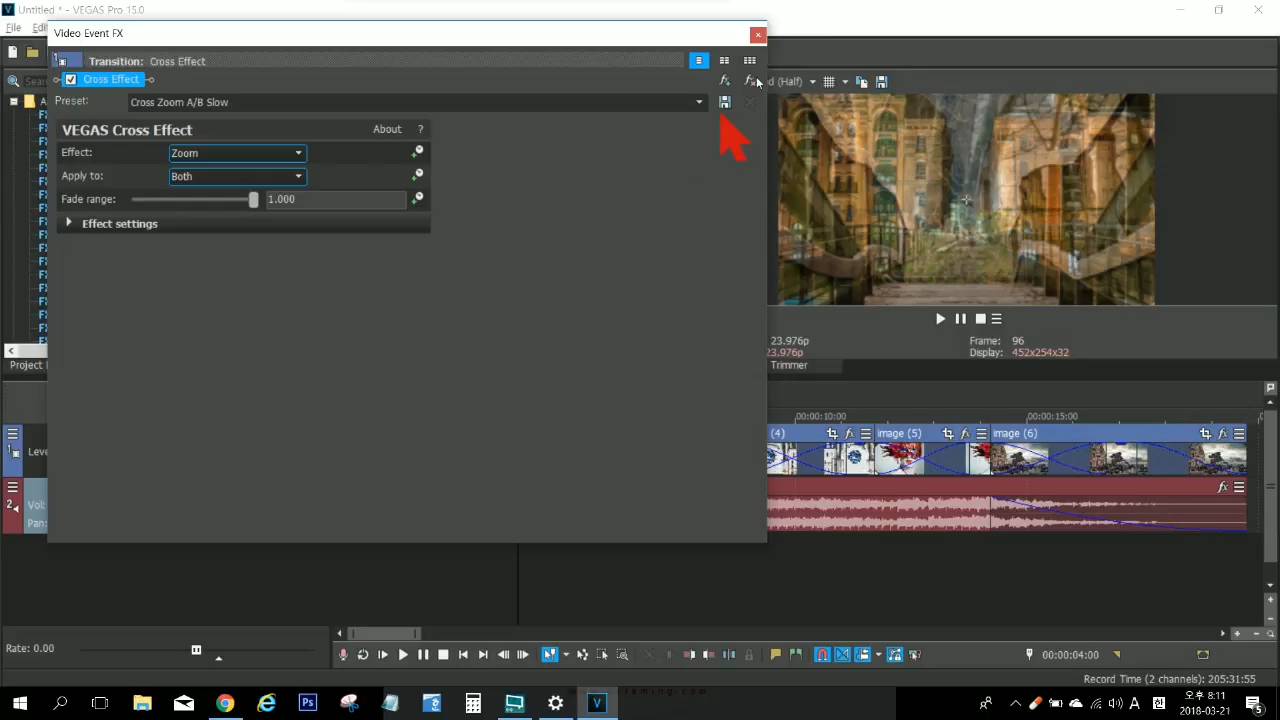 Untitled * - VEGAS Pro 15.0
File Edi
Video Event FX
Transition: Cross Effect
Cross Effect
Sear
ed (Half)
Preset: Cross Zoom A/B Slow
VEGAS Cross Effect About ?
Effect: Zoom
Apply to: Both
Fade range: 1.000
Effect settings
23.976p Frame: 96
23.976p Display: 452x254x32
Project Trimmer
00:00:10:00 00:00:15:00
(4) image (5) image (6)
Leve
Vol:
Pan:
Rate: 0.00
00:00:04:00
Record Time (2 channels): 205:31:55
오후 8:11
2018-03-21